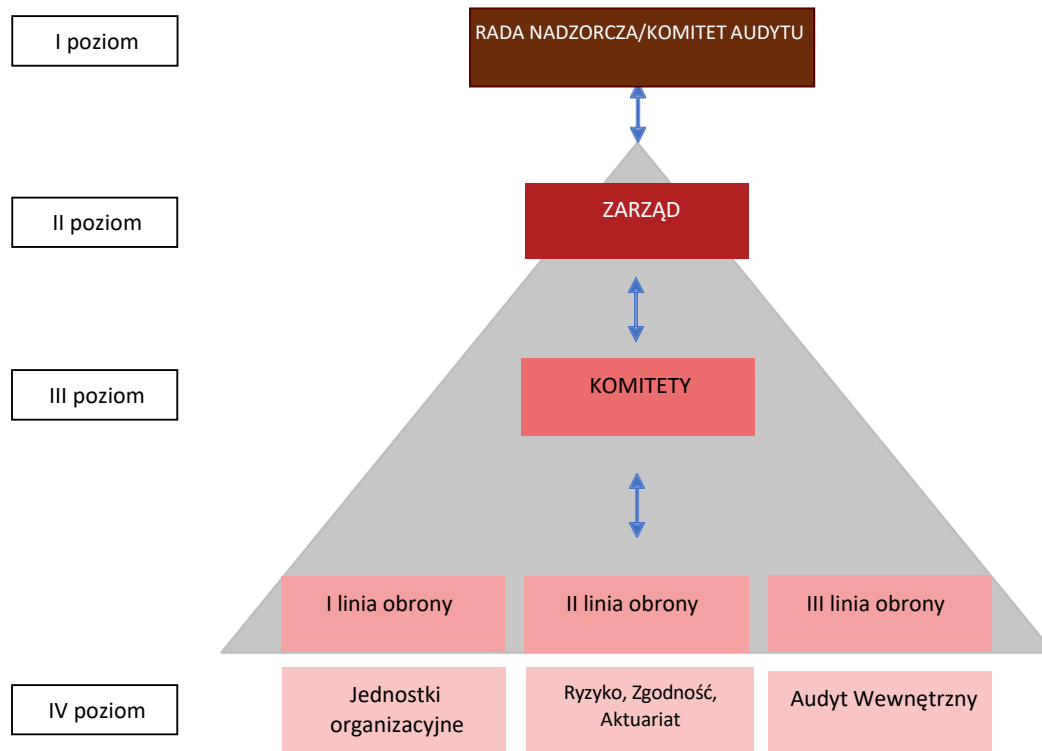 I poziom
RADA NADZORCZA/KOMITET AUDYTU
II poziom
ZARZĄD
III poziom
KOMITETY
I linia obrony
II linia obrony
III linia obrony
IV poziom
Jednostki
organizacyjne
Ryzyko, Zgodność,
Aktuariat
Audyt Wewnętrzny